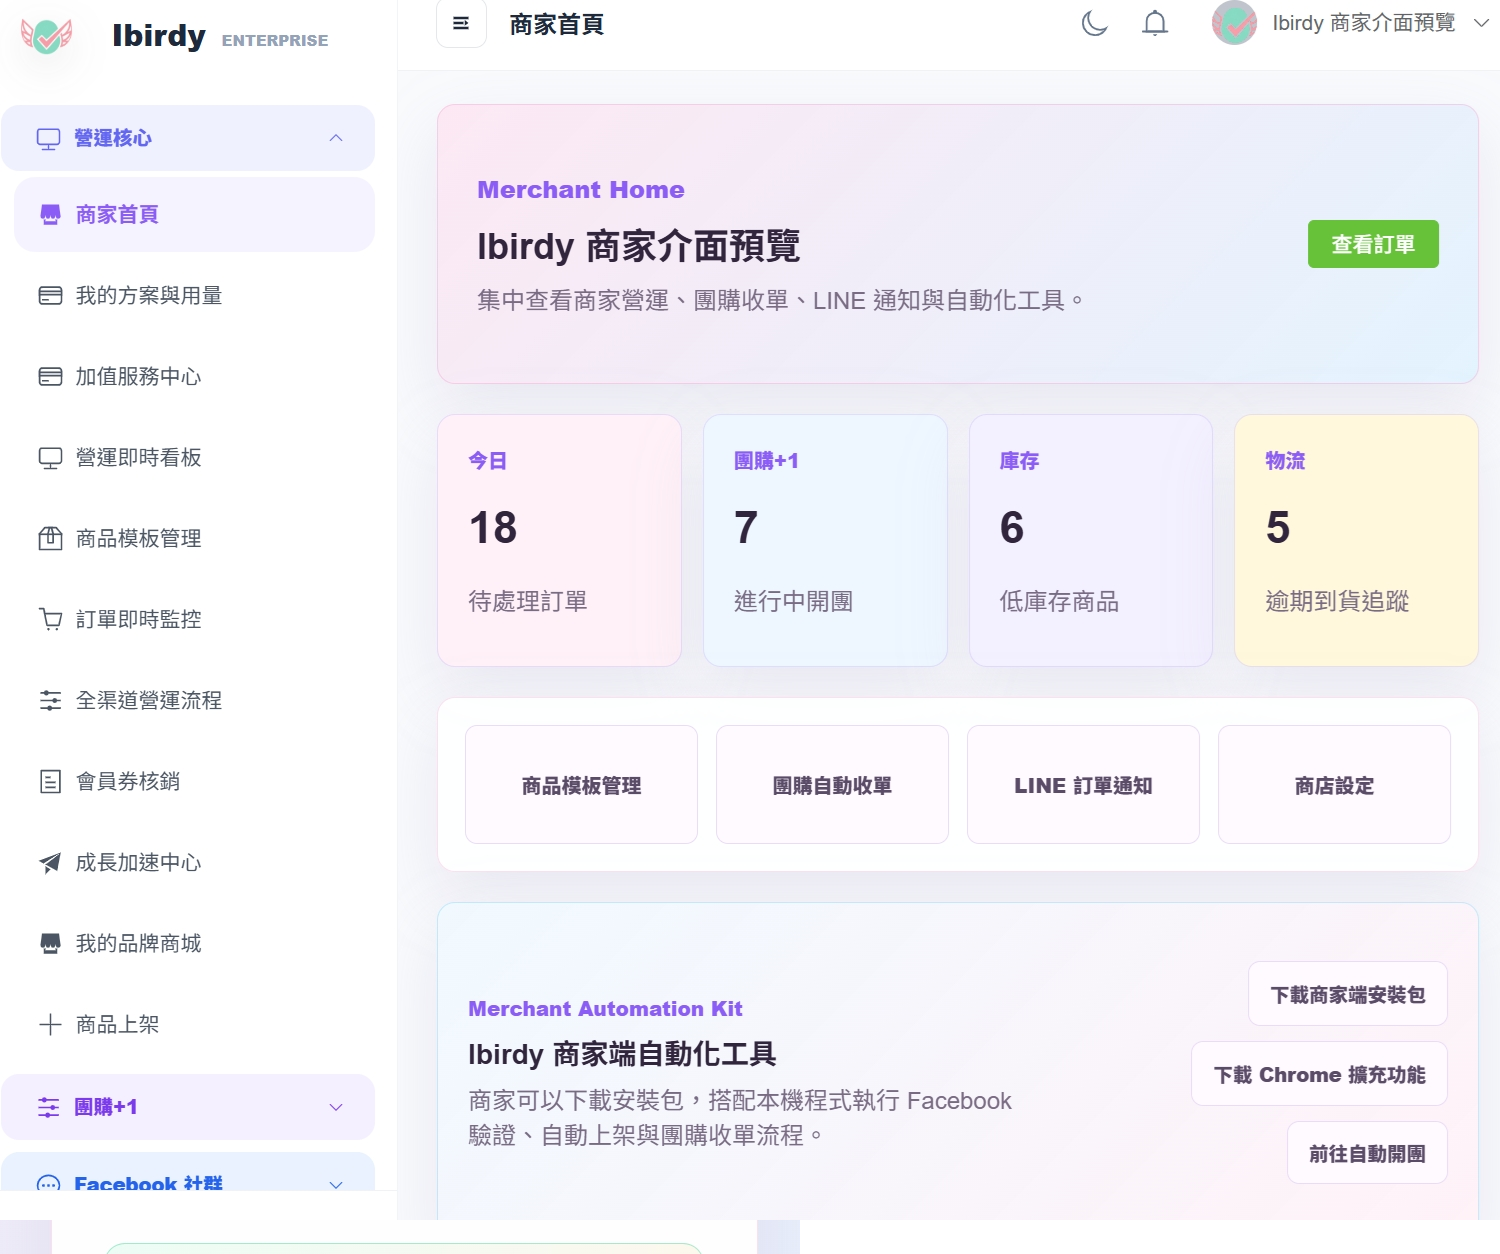 Ibirdy ENTERPRISE
營運核心
商家首頁
我的方案與用量
加值服務中心
營運即時看板
商品模板管理
訂單即時監控
全渠道營運流程
會員券核銷
成長加速中心
我的品牌商城
商品上架
團購+1
Facebook 社群
商家首頁
Ibirdy 商家介面預覽
Merchant Home
Ibirdy 商家介面預覽
集中查看商家營運、團購收單、LINE 通知與自動化工具。
查看訂單
今日
18
待處理訂單
團購+1
7
進行中開團
庫存
6
低庫存商品
物流
5
逾期到貨追蹤
商品模板管理
團購自動收單
LINE 訂單通知
商店設定
Merchant Automation Kit
Ibirdy 商家端自動化工具
商家可以下載安裝包，搭配本機程式執行 Facebook
驗證、自動上架與團購收單流程。
下載商家端安裝包
下載 Chrome 擴充功能
前往自動開團